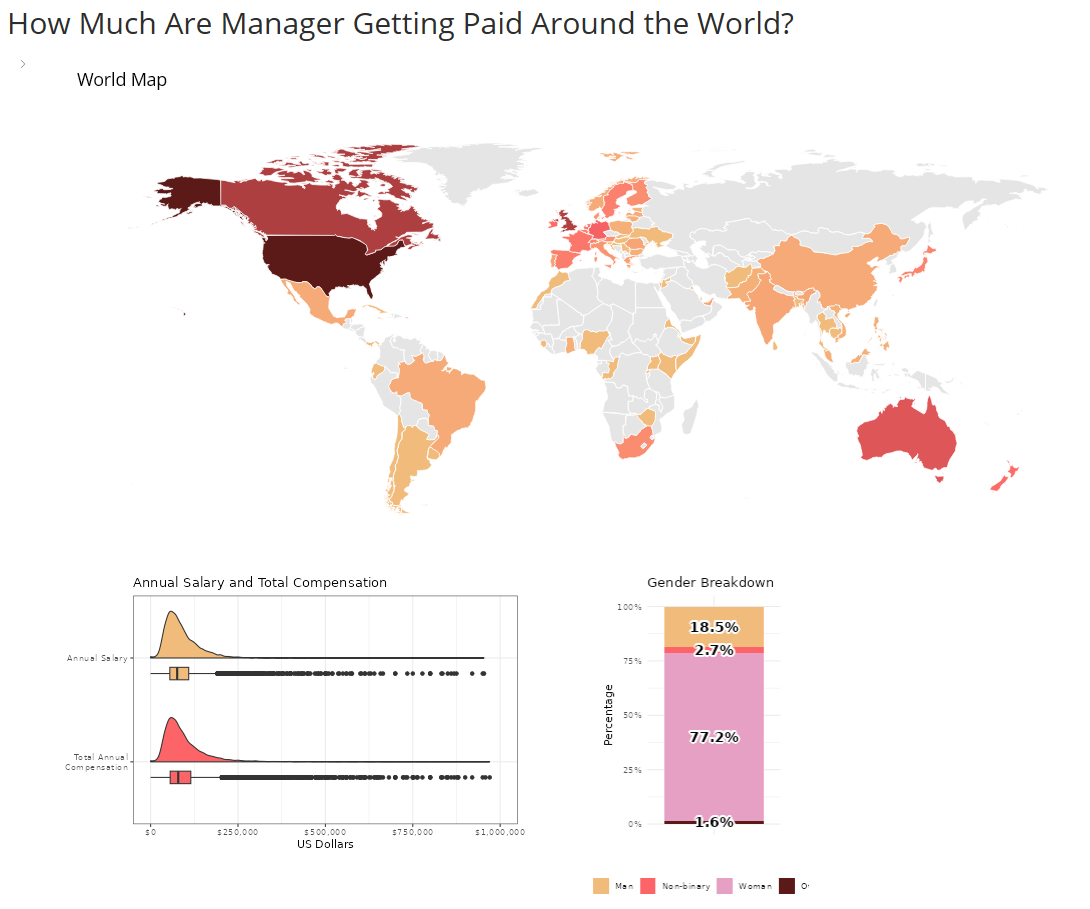 How Much Are Manager Getting Paid Around the World?
World Map
Annual Salary and Total Compensation
Annual Salary
Total Annual
Compensation
$0 $250,000 $500,000 $750,000 $1,000,000
US Dollars
Gender Breakdown
100%
75%
50%
25%
0%
Percentage
18.5%
2.7%
77.2%
1.6%
Man Non-binary Woman